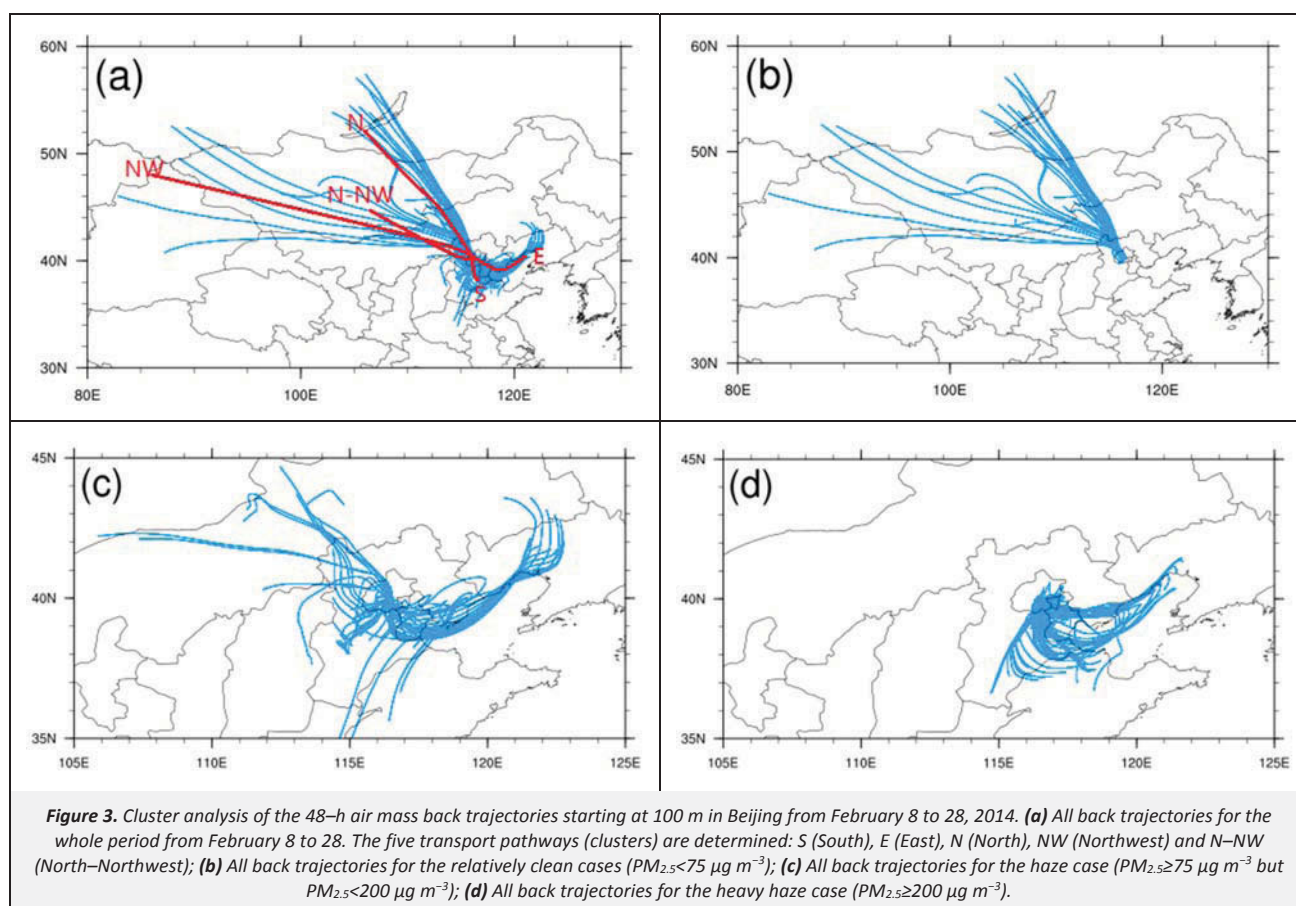 (a)
60N
50N
40N
30N
80E
100E
120E
N
NW
N-NW
E
S
(b)
60N
50N
40N
30N
80E
100E
120E
(c)
45N
40N
35N
105E
110E
115E
120E
125E
(d)
45N
40N
35N
105E
110E
115E
120E
125E
Figure 3. Cluster analysis of the 48–h air mass back trajectories starting at 100 m in Beijing from February 8 to 28, 2014. (a) All back trajectories for the
whole period from February 8 to 28. The five transport pathways (clusters) are determined: S (South), E (East), N (North), NW (Northwest) and N–NW
(North–Northwest); (b) All back trajectories for the relatively clean cases (PM2.5<75 μg m⁻³); (c) All back trajectories for the haze case (PM2.5≥75 μg m⁻³ but
PM2.5<200 μg m⁻³); (d) All back trajectories for the heavy haze case (PM2.5≥200 μg m⁻³).